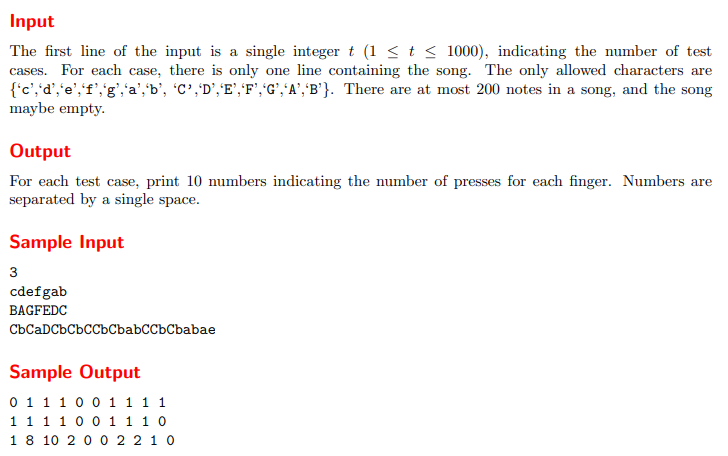 Input
The first line of the input is a single integer t (1 ≤ t ≤ 1000), indicating the number of test
cases. For each case, there is only one line containing the song. The only allowed characters are
{‘c’,‘d’,‘e’,‘f’,‘g’,‘a’,‘b’, ‘C’,‘D’,‘E’,‘F’,‘G’,‘A’,‘B’}. There are at most 200 notes in a song, and the song
maybe empty.
Output
For each test case, print 10 numbers indicating the number of presses for each finger. Numbers are
separated by a single space.
Sample Input
3
cdefgab
BAGFEDC
CbCaDCbCbCCbCbabCCbCbabae
Sample Output
0 1 1 1 0 0 1 1 1 1
1 1 1 1 0 0 1 1 1 0
1 8 10 2 0 0 2 2 1 0